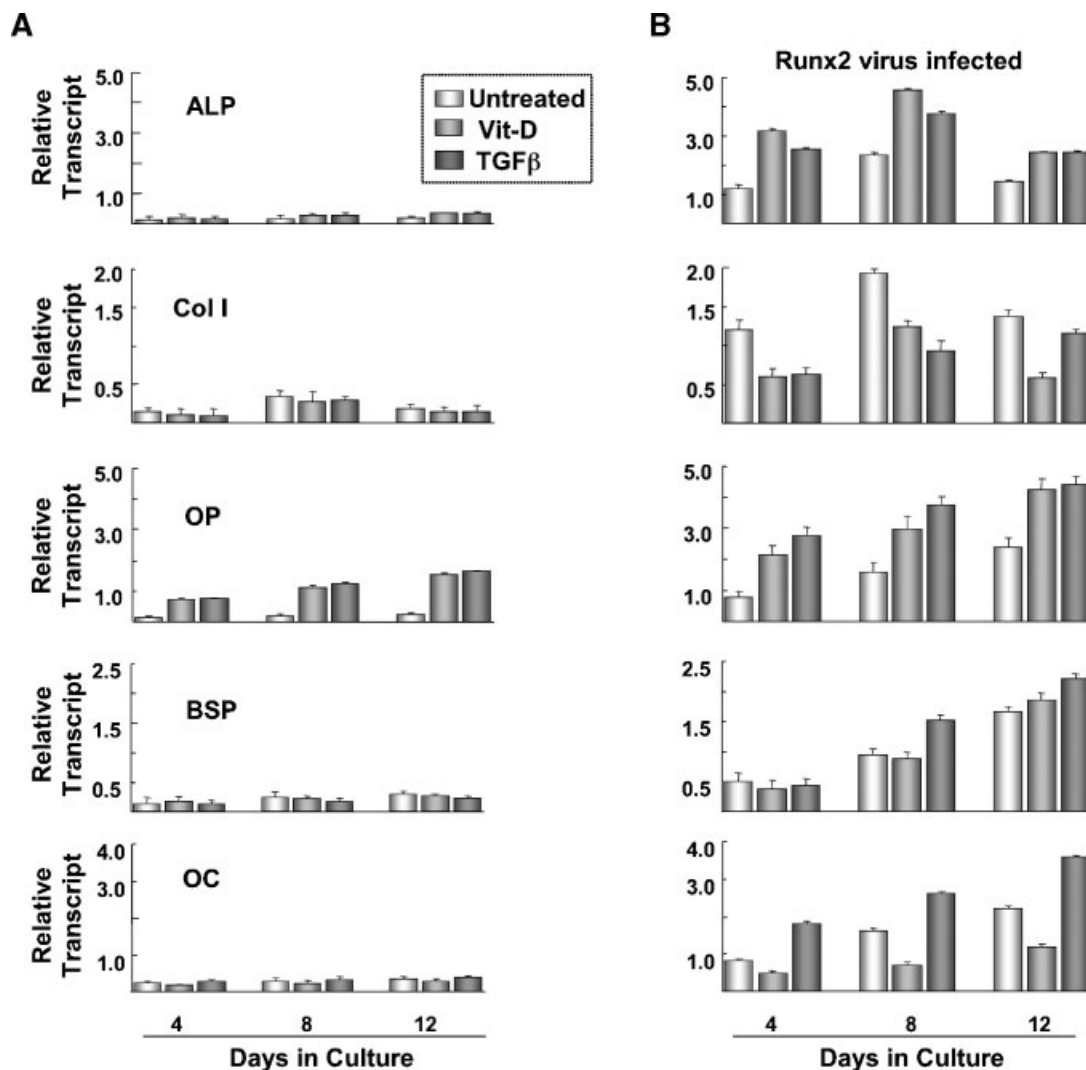 A
B
Runx2 virus infected
Relative
Transcript
5.0
3.0
1.0
ALP
Untreated
Vit-D
TGFβ
5.0
3.0
1.0
Relative
Transcript
2.0
1.5
0.5
Col I
2.0
1.5
0.5
Relative
Transcript
5.0
3.0
1.0
OP
5.0
3.0
1.0
Relative
Transcript
2.5
1.5
0.5
BSP
2.5
1.5
0.5
Relative
Transcript
4.0
3.0
1.0
OC
4.0
3.0
1.0
4 8 12
Days in Culture
4 8 12
Days in Culture